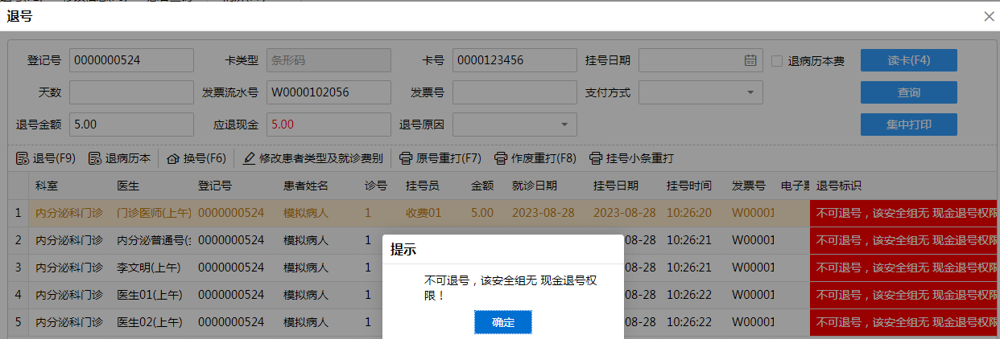 退号
登记号 0000000524 卡类型 条形码 卡号 0000123456 挂号日期 退病历本费 读卡(F4)
天数 发票流水号 W0000102056 发票号 支付方式 查询
退号金额 5.00 应退现金 5.00 退号原因 集中打印
退号(F9) 退病历本 换号(F6) 修改患者类型及就诊费别 原号重打(F7) 作废重打(F8) 挂号小条重打
科室 医生 登记号 患者姓名 诊号 挂号员 金额 就诊日期 挂号日期 挂号时间 发票号 电子票 退号标识
1 内分泌科门诊 门诊医师(上午) 0000000524 模拟病人 1 收费01 5.00 2023-08-28 2023-08-28 10:26:20 W00001 不可退号，该安全组无 现金退号权限
2 内分泌科门诊 内分泌普通号( 0000000524 模拟病人 1 08-28 10:26:21 W00001 不可退号，该安全组无 现金退号权限
3 内分泌科门诊 李文明(上午) 0000000524 模拟病人 1 08-28 10:26:21 W00001 不可退号，该安全组无 现金退号权限
4 内分泌科门诊 医生01(上午) 0000000524 模拟病人 1 08-28 10:26:22 W00001 不可退号，该安全组无 现金退号权限
5 内分泌科门诊 医生02(上午) 0000000524 模拟病人 1 08-28 10:26:22 W00001 不可退号，该安全组无 现金退号权限
提示
不可退号，该安全组无 现金退号权
限！
确定